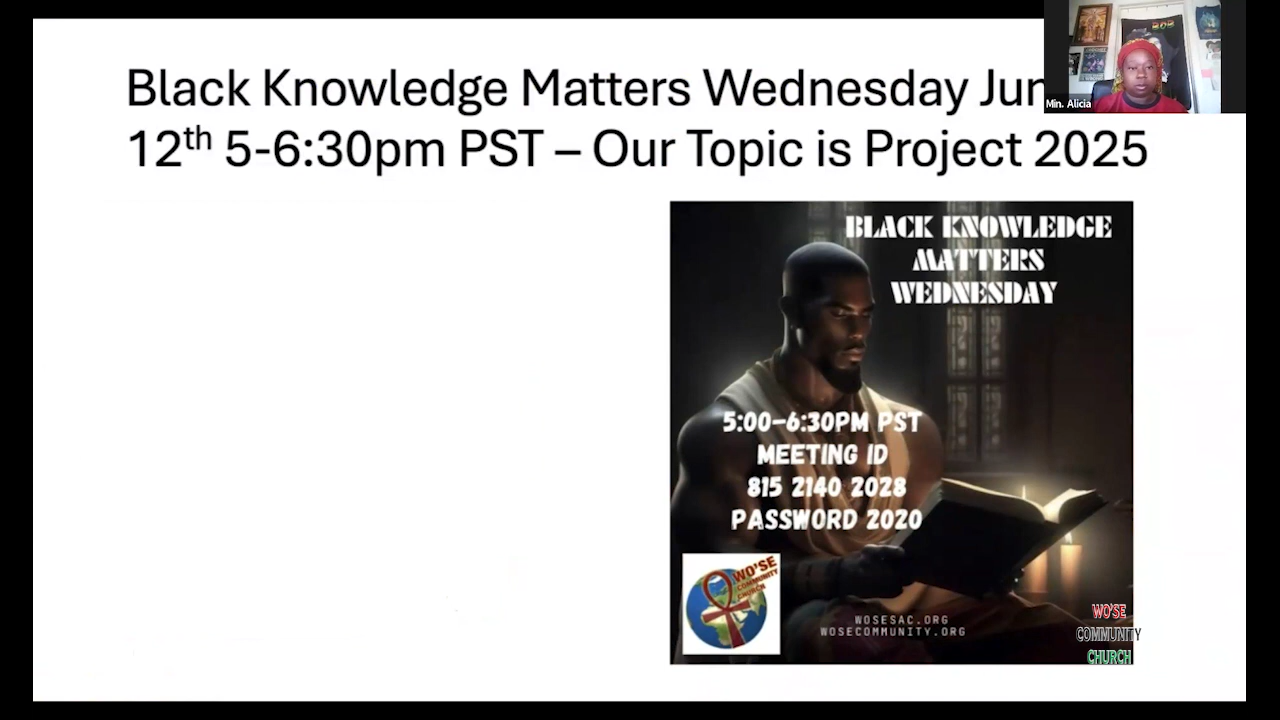 Black Knowledge Matters Wednesday Jun
12th 5-6:30pm PST – Our Topic is Project 2025
Min. Alicia
BLACK KNOWLEDGE
MATTERS
WEDNESDAY
5:00-6:30PM PST
MEETING ID
815 2140 2028
PASSWORD 2020
WO'SE
COMMUNITY
CHURCH
WOSESAC.ORG
WOSECOMMUNITY.ORG
WO'SE
COMMUNITY
CHURCH